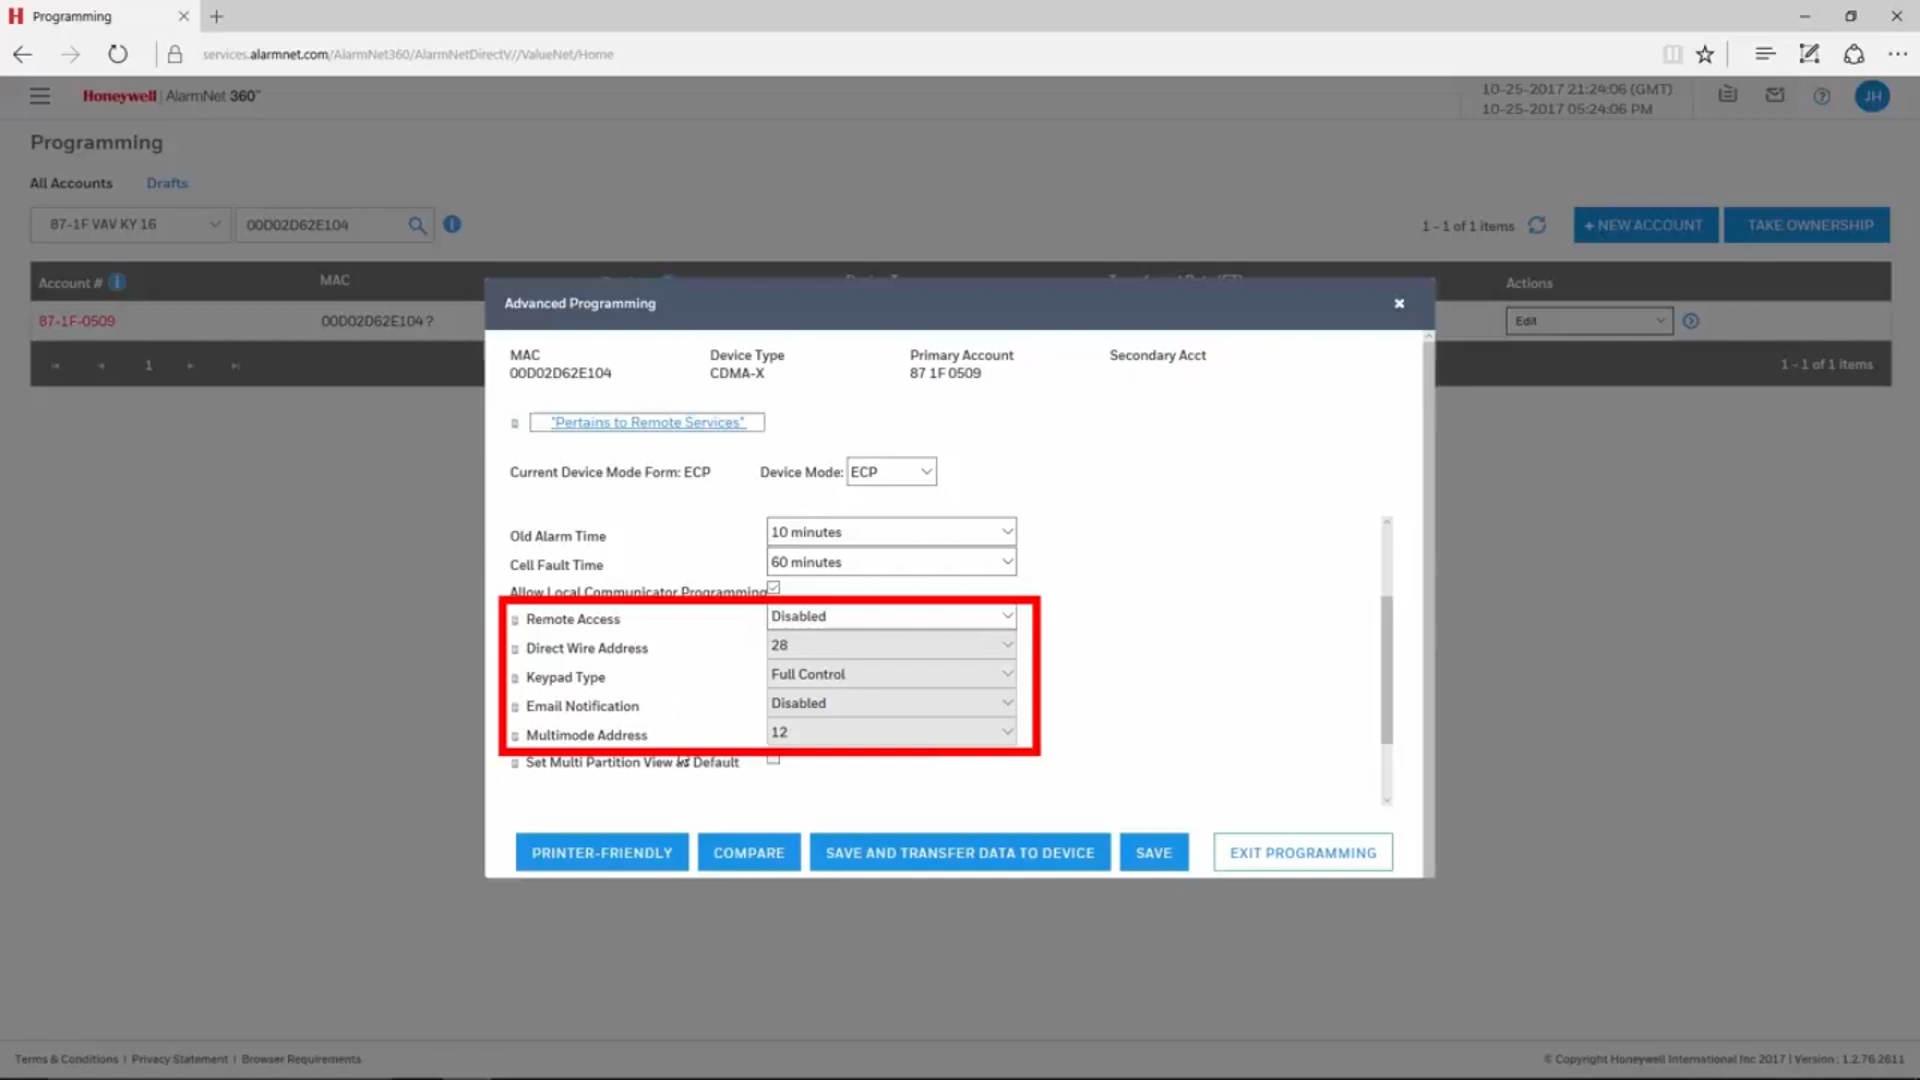 Programming
services.alarmnet.com/AlarmNet360/AlarmNetDirectV//ValueNet/Home
Honeywell | AlarmNet 360™
10-25-2017 21:24:06 (GMT)
10-25-2017 05:24:06 PM
JH
Programming
All Accounts Drafts
87-1F VAV KY 16 00D02D62E104
1 - 1 of 1 items + NEW ACCOUNT TAKE OWNERSHIP
Account # MAC Actions
87-1F-0509 00D02D62E104 ? Edit
1 1 - 1 of 1 items
Advanced Programming
MAC Device Type Primary Account Secondary Acct
00D02D62E104 CDMA-X 87 1F 0509
"Pertains to Remote Services"
Current Device Mode Form: ECP Device Mode: ECP
Old Alarm Time 10 minutes
Cell Fault Time 60 minutes
Allow Local Communicator Programming
Remote Access Disabled
Direct Wire Address 28
Keypad Type Full Control
Email Notification Disabled
Multimode Address 12
Set Multi Partition View as Default
PRINTER-FRIENDLY COMPARE SAVE AND TRANSFER DATA TO DEVICE SAVE EXIT PROGRAMMING
Terms & Conditions | Privacy Statement | Browser Requirements
© Copyright Honeywell International Inc 2017 | Version : 1.2.76.2611